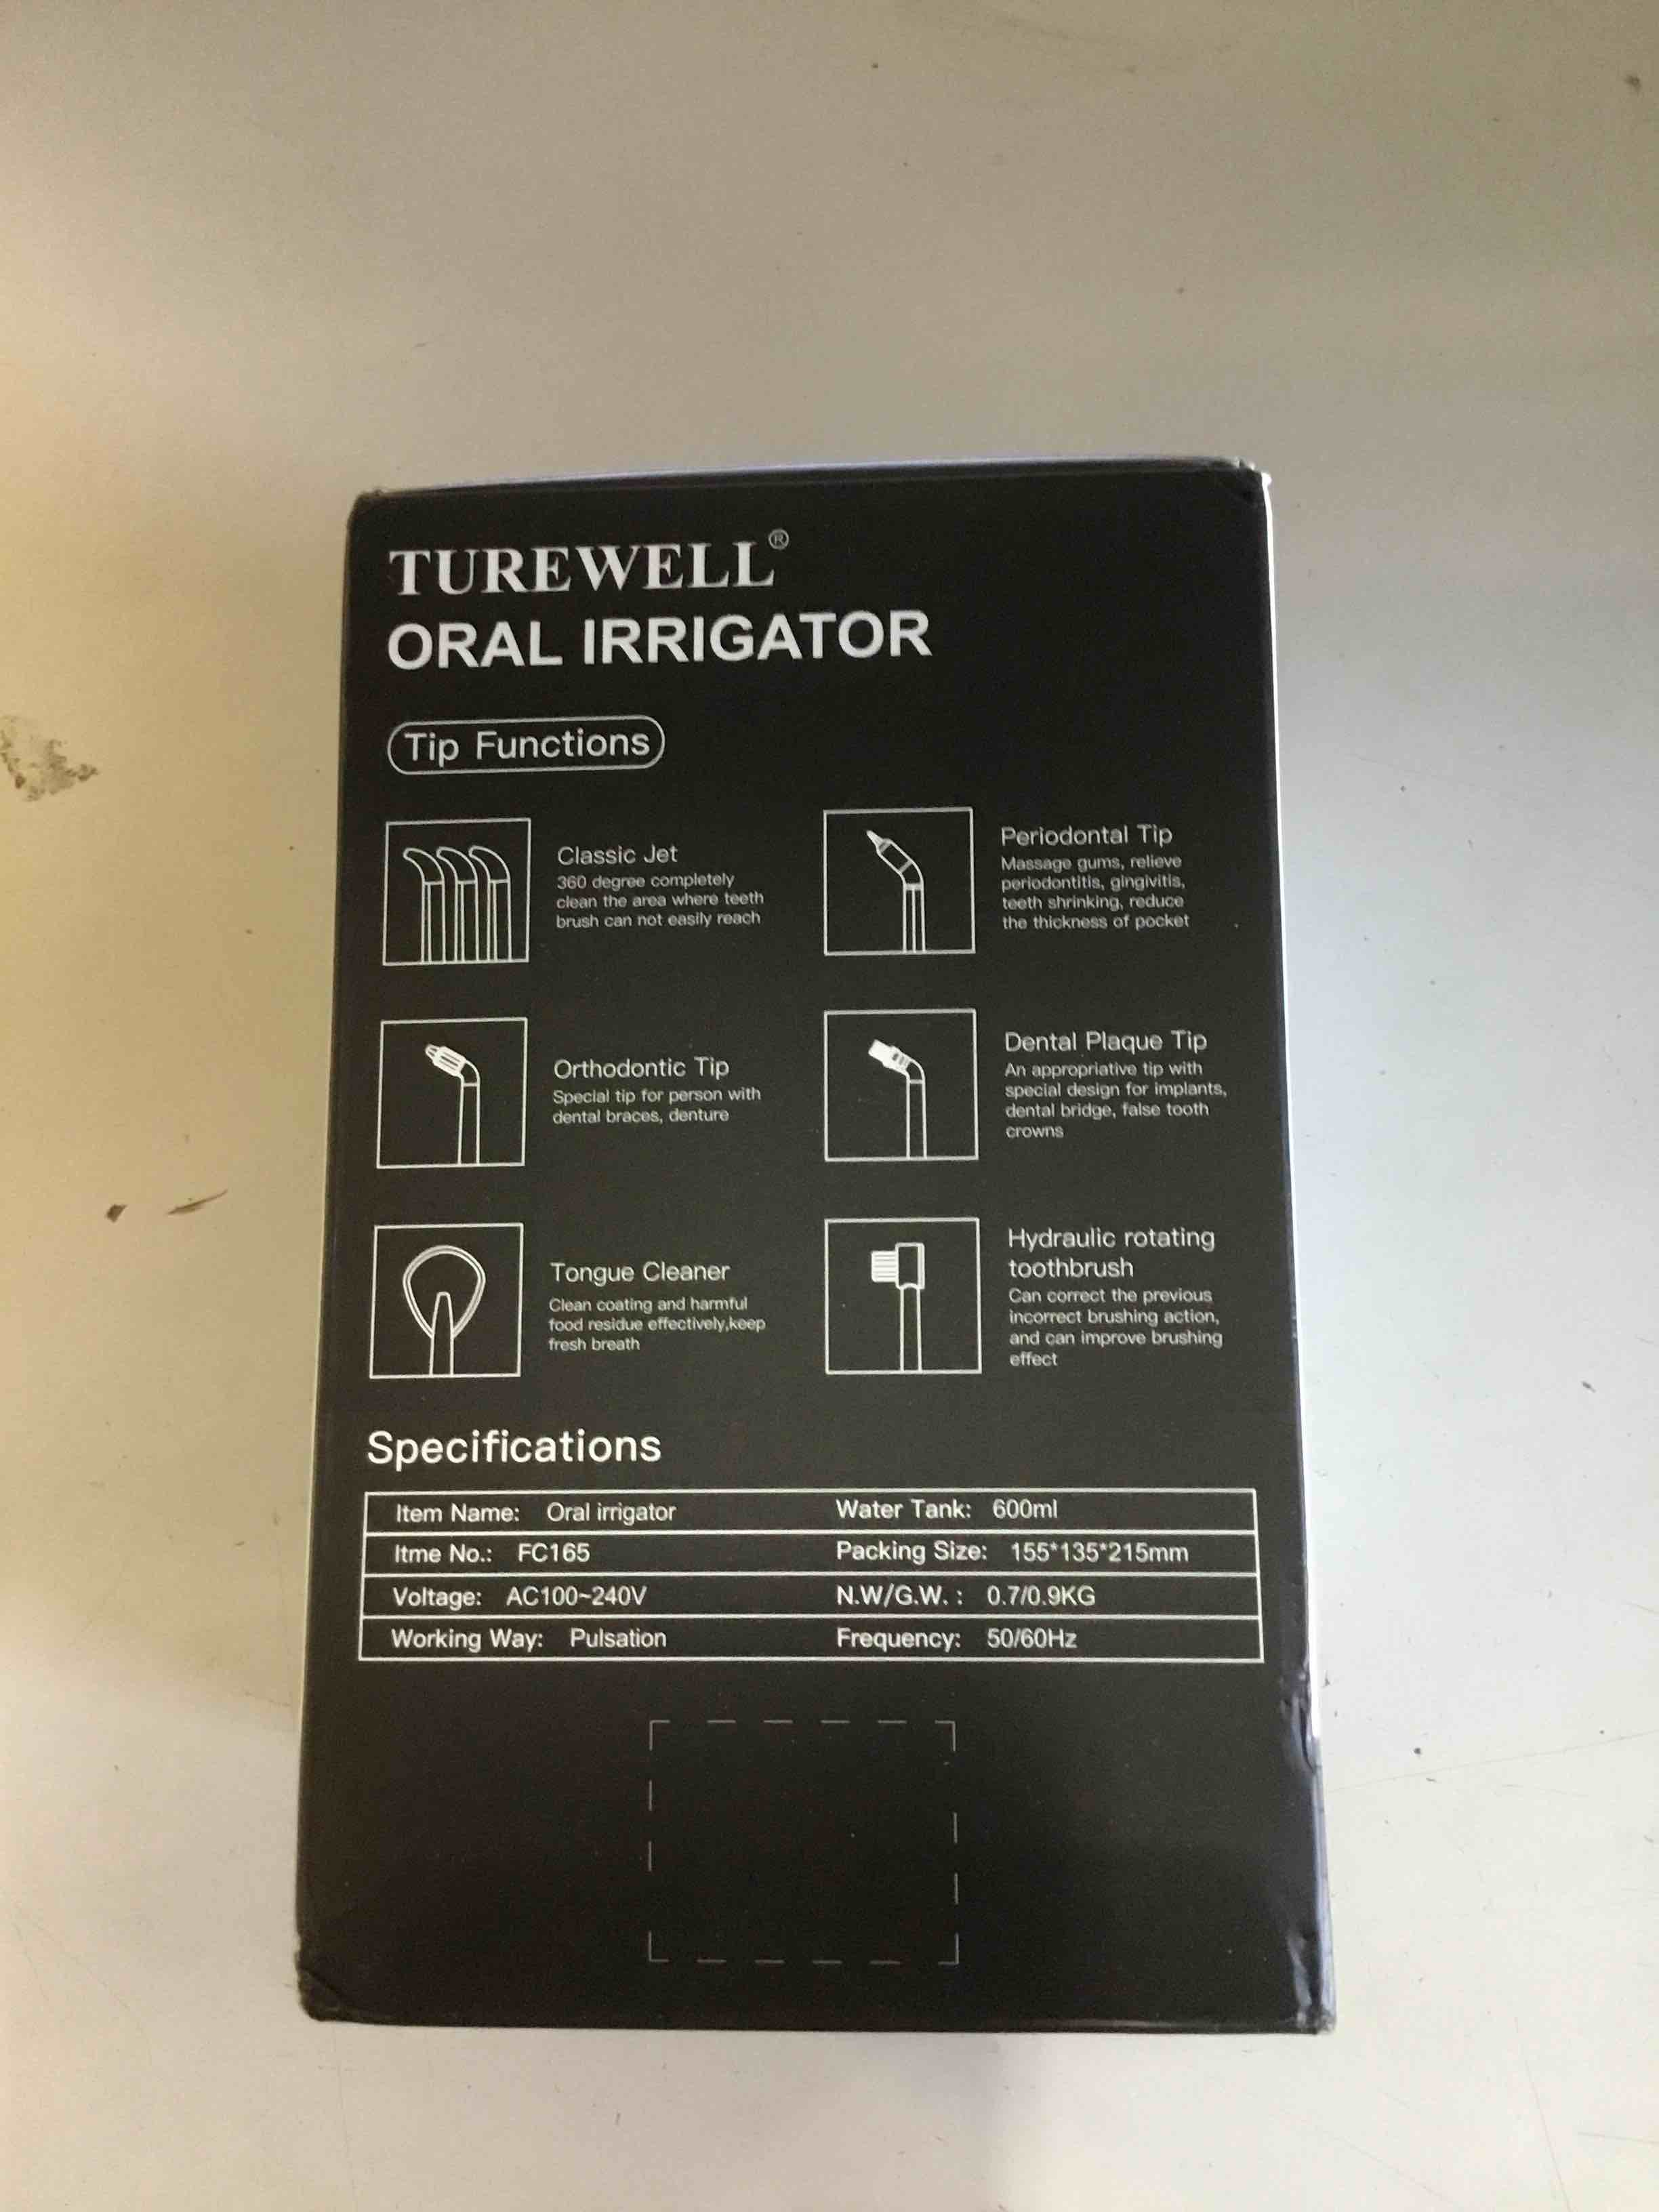 TUREWELL®
ORAL IRRIGATOR
Tip Functions
Classic Jet
360 degree completely
clean the area where teeth
brush can not easily reach
Periodontal Tip
Massage gums, relieve
periodontitis, gingivitis,
teeth shrinking, reduce
the thickness of pocket
Orthodontic Tip
Special tip for person with
dental braces, denture
Dental Plaque Tip
An appropriative tip with
special design for implants,
dental bridge, false tooth
crowns
Tongue Cleaner
Clean coating and harmful
food residue effectively,keep
fresh breath
Hydraulic rotating
toothbrush
Can correct the previous
incorrect brushing action,
and can improve brushing
effect
Specifications
Item Name: Oral irrigator Water Tank: 600ml
Itme No.: FC165 Packing Size: 155*135*215mm
Voltage: AC100~240V N.W/G.W. : 0.7/0.9KG
Working Way: Pulsation Frequency: 50/60Hz